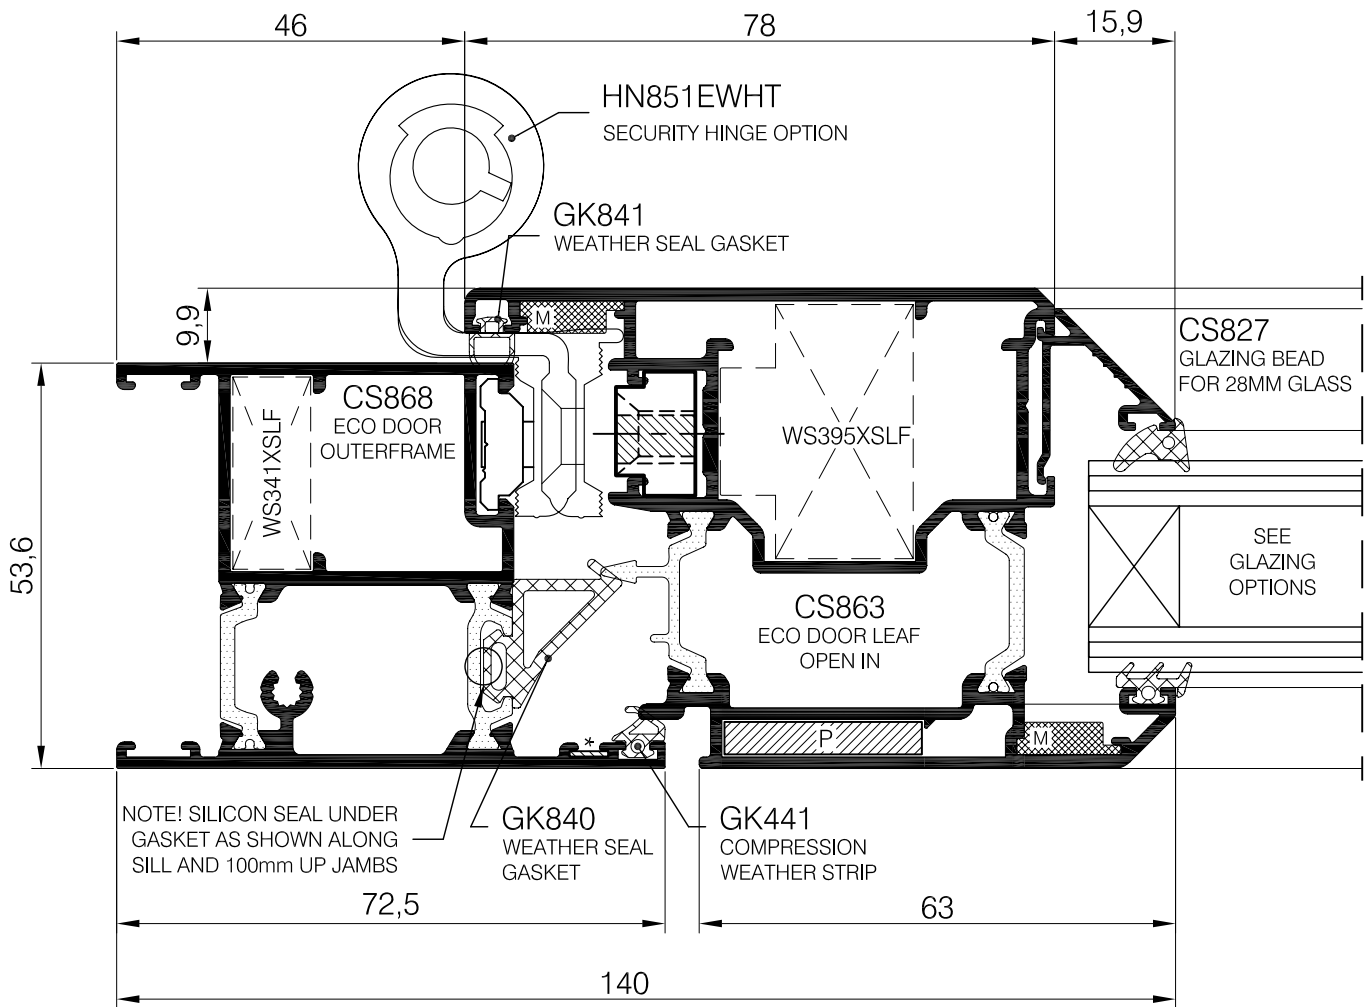 46
78
15,9
HN851EWHT
SECURITY HINGE OPTION
GK841
WEATHER SEAL GASKET
9,9
M
CS827
GLAZING BEAD
FOR 28MM GLASS
CS868
ECO DOOR
OUTERFRAME
WS341XSLF
WS395XSLF
53,6
SEE
GLAZING
OPTIONS
CS863
ECO DOOR LEAF
OPEN IN
*
P
M
NOTE! SILICON SEAL UNDER
GASKET AS SHOWN ALONG
SILL AND 100mm UP JAMBS
GK840
WEATHER SEAL
GASKET
GK441
COMPRESSION
WEATHER STRIP
72,5
63
140